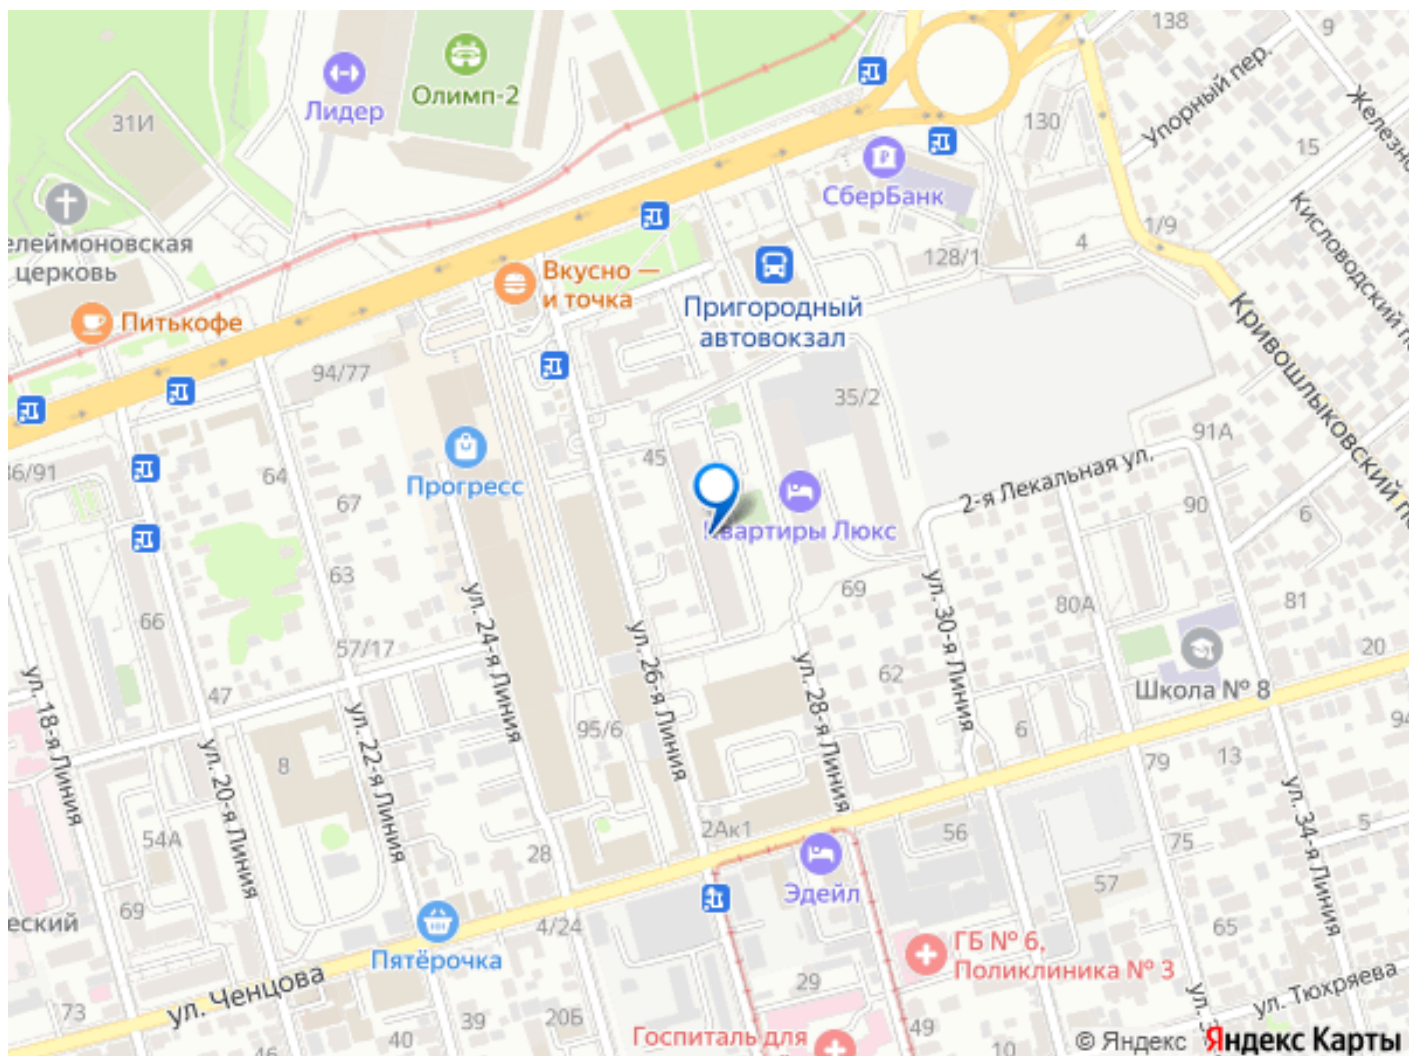 138
9
Упорный пер.
Железно
31И
Лидер
Олимп-2
130
15
СберБанк
Кисловодский п
1/9
4
128/1
елеймоновская
церковь
Вкусно —
и точка
Питькофе
Пригородный
автовокзал
Кривошлыковский п
94/77
35/2
91А
45
2-я Лекальная ул.
Прогресс
36/91
64
67
90
6
Квартиры Люкс
63
69
80А
81
66
57/17
ул. 24-я Линия
ул. 26-я Линия
ул. 30-я Линия
ул. 28-я Линия
62
20
Школа № 8
47
ул. 18-я Линия
ул. 20-я Линия
ул. 22-я Линия
8
95/6
6
94
13
79
ул. 34-я Линия
54А
28
2Ак1
56
75
5
Эдейл
57
69
еский
4/24
65
Пятёрочка
ГБ № 6,
Поликлиника № 3
ул. Ченцова
29
ул. Тюхряева
73
39
20Б
40
46
49
ул. 3
Госпиталь для
© Яндекс Яндекс Карты